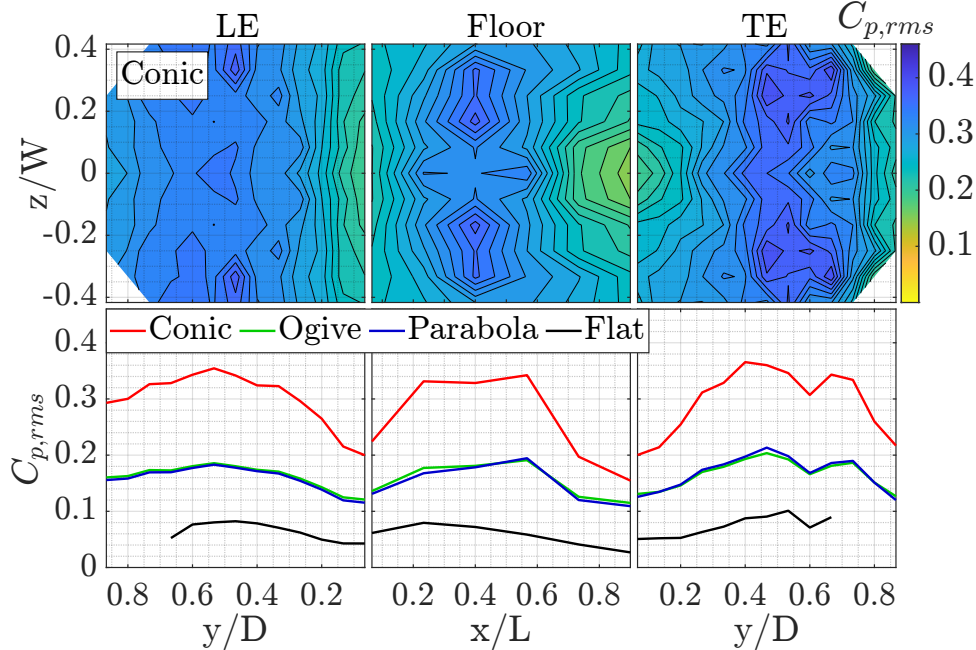 LE Floor TE C_{p,rms}
Conic
z/W
0.4
0.2
0
-0.2
-0.4
0.4
0.3
0.2
0.1
Conic Ogive Parabola Flat
C_{p,rms}
0.4
0.3
0.2
0.1
0
0.8 0.6 0.4 0.2 0.2 0.4 0.6 0.8 0.2 0.4 0.6 0.8
y/D x/L y/D